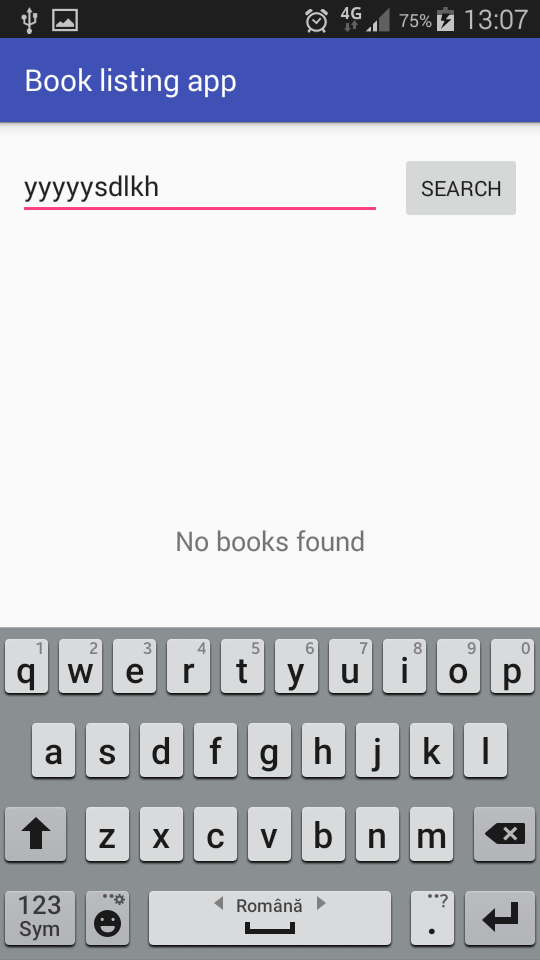 4G 75% 13:07
Book listing app
yyyyysdlkh SEARCH
No books found
1 2 3 4 5 6 7 8 9 0
q w e r t y u i o p
a s d f g h j k l
z x c v b n m
123 Română ..?
Sym .